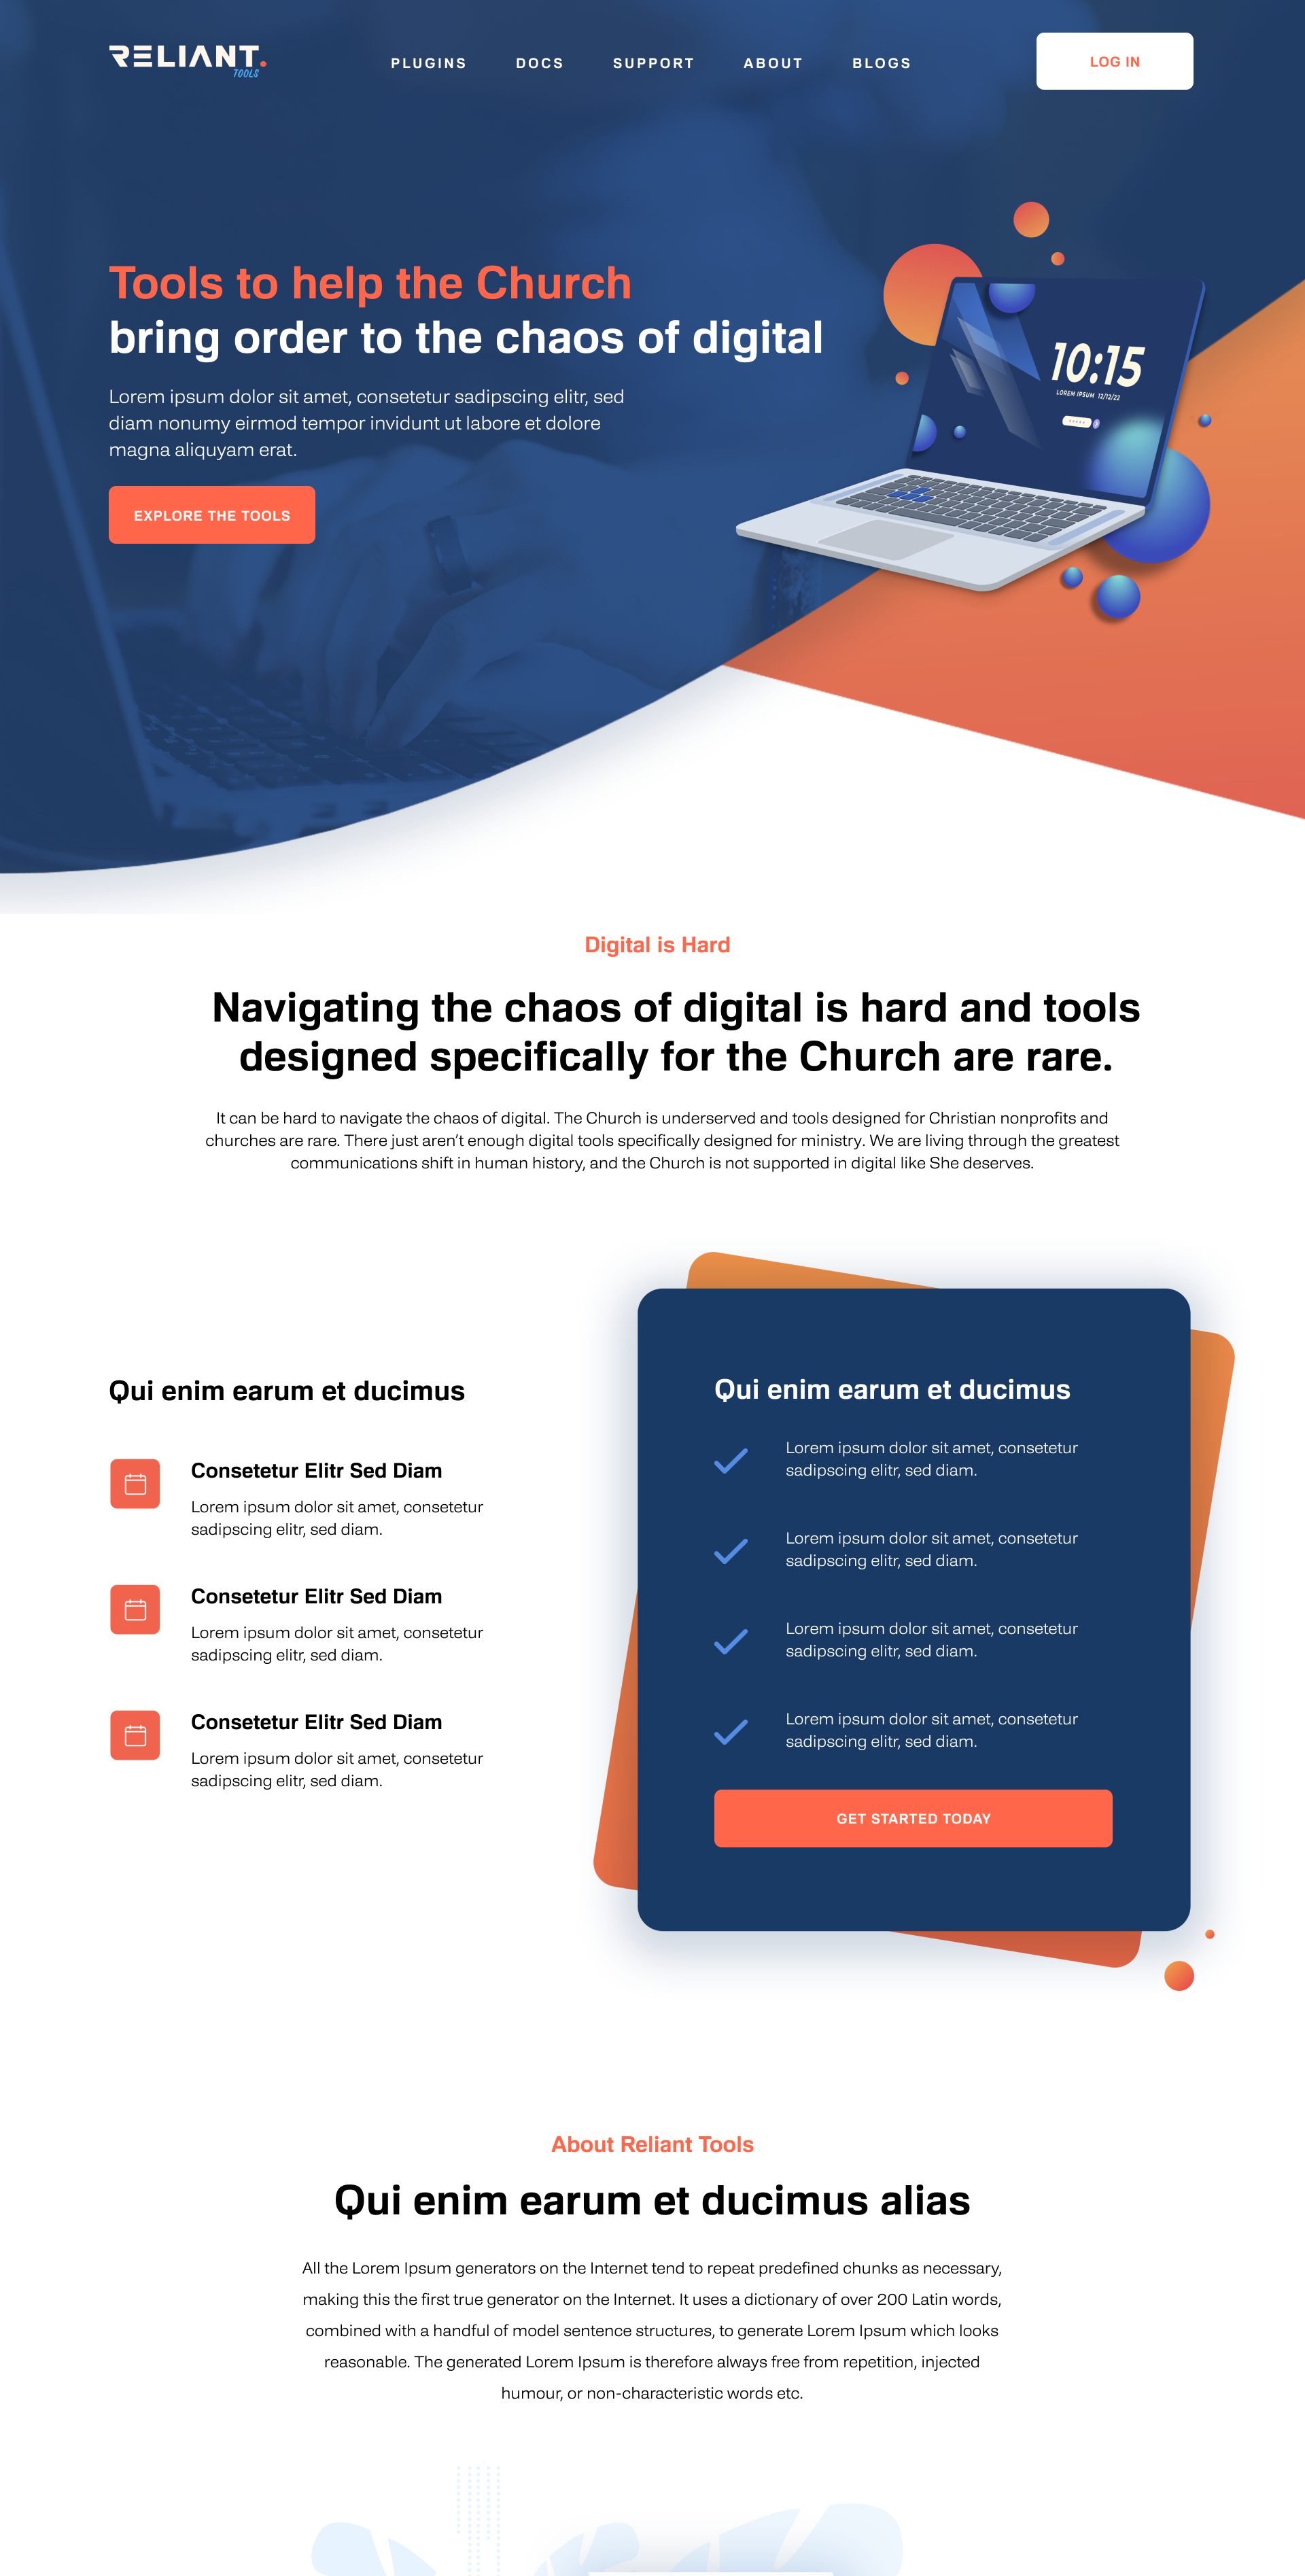 RELIANT.
TOOLS
PLUGINS
DOCS
SUPPORT
ABOUT
BLOGS
LOG IN
Tools to help the Church
bring order to the chaos of digital
Lorem ipsum dolor sit amet, consetetur sadipscing elitr, sed
diam nonumy eirmod tempor invidunt ut labore et dolore
magna aliquyam erat.
EXPLORE THE TOOLS
10:15
LOREM IPSUM 12/12/22
Digital is Hard
Navigating the chaos of digital is hard and tools
designed specifically for the Church are rare.
It can be hard to navigate the chaos of digital. The Church is underserved and tools designed for Christian nonprofits and
churches are rare. There just aren’t enough digital tools specifically designed for ministry. We are living through the greatest
communications shift in human history, and the Church is not supported in digital like She deserves.
Qui enim earum et ducimus
Consetetur Elitr Sed Diam
Lorem ipsum dolor sit amet, consetetur
sadipscing elitr, sed diam.
Consetetur Elitr Sed Diam
Lorem ipsum dolor sit amet, consetetur
sadipscing elitr, sed diam.
Consetetur Elitr Sed Diam
Lorem ipsum dolor sit amet, consetetur
sadipscing elitr, sed diam.
Qui enim earum et ducimus
Lorem ipsum dolor sit amet, consetetur
sadipscing elitr, sed diam.
Lorem ipsum dolor sit amet, consetetur
sadipscing elitr, sed diam.
Lorem ipsum dolor sit amet, consetetur
sadipscing elitr, sed diam.
Lorem ipsum dolor sit amet, consetetur
sadipscing elitr, sed diam.
GET STARTED TODAY
About Reliant Tools
Qui enim earum et ducimus alias
All the Lorem Ipsum generators on the Internet tend to repeat predefined chunks as necessary,
making this the first true generator on the Internet. It uses a dictionary of over 200 Latin words,
combined with a handful of model sentence structures, to generate Lorem Ipsum which looks
reasonable. The generated Lorem Ipsum is therefore always free from repetition, injected
humour, or non-characteristic words etc.